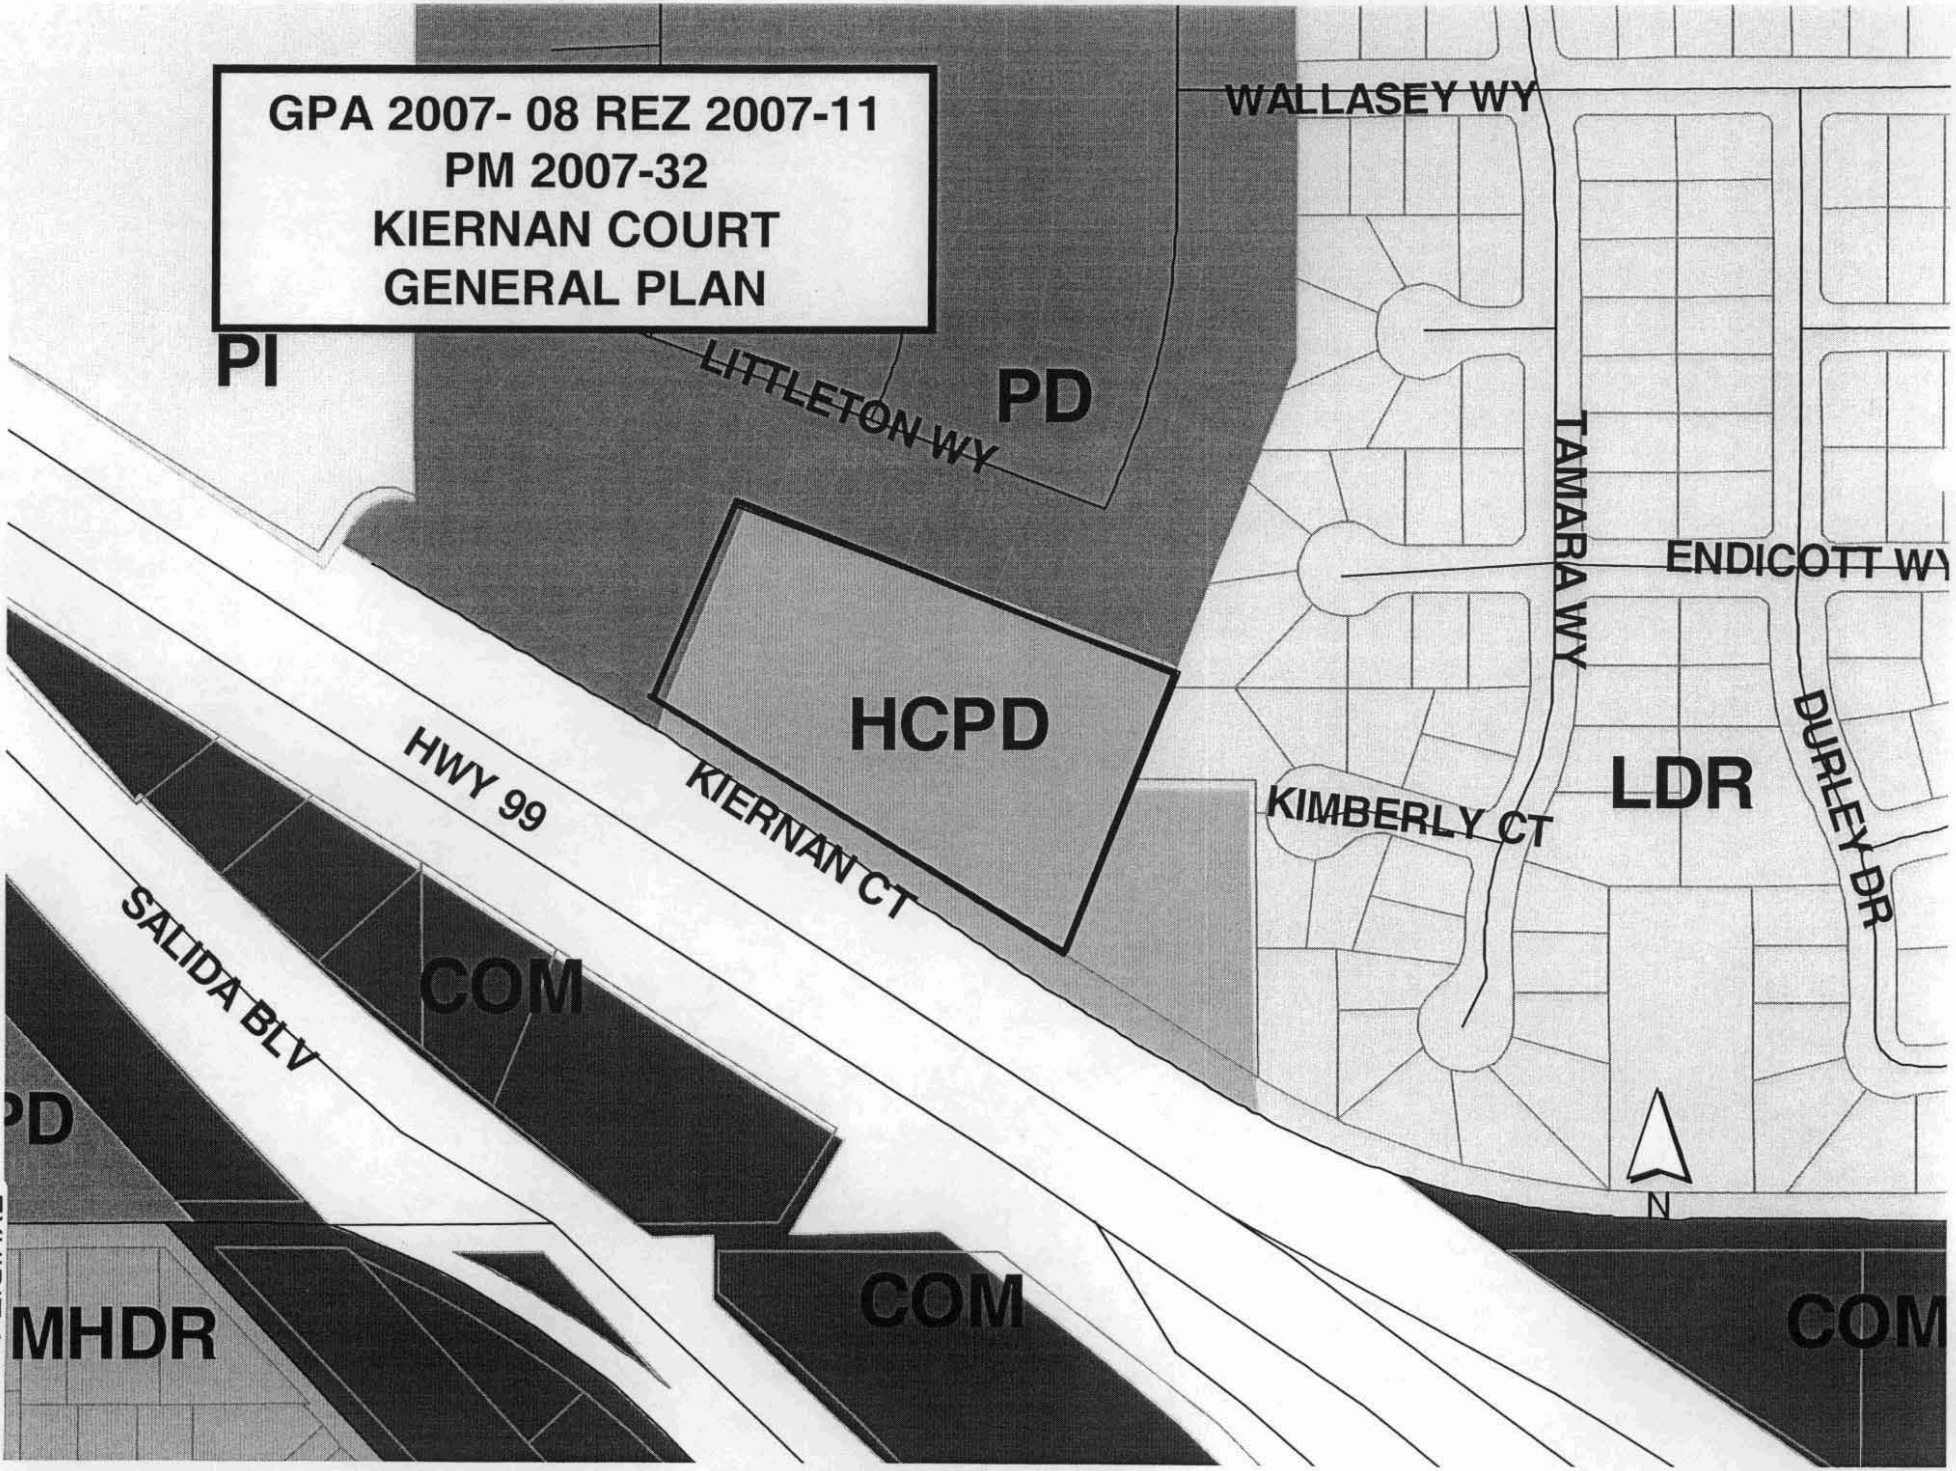 GPA 2007- 08 REZ 2007-11
PM 2007-32
KIERNAN COURT
GENERAL PLAN
WALLASEY WY
PI
LITTLETON WY
PD
TAMARA WY
ENDICOTT WY
HCPD
HWY 99
KIERNAN CT
KIMBERLY CT
LDR
DURLEY DR
SALIDA BLV
COM
PD
N
MHDR
COM
COM